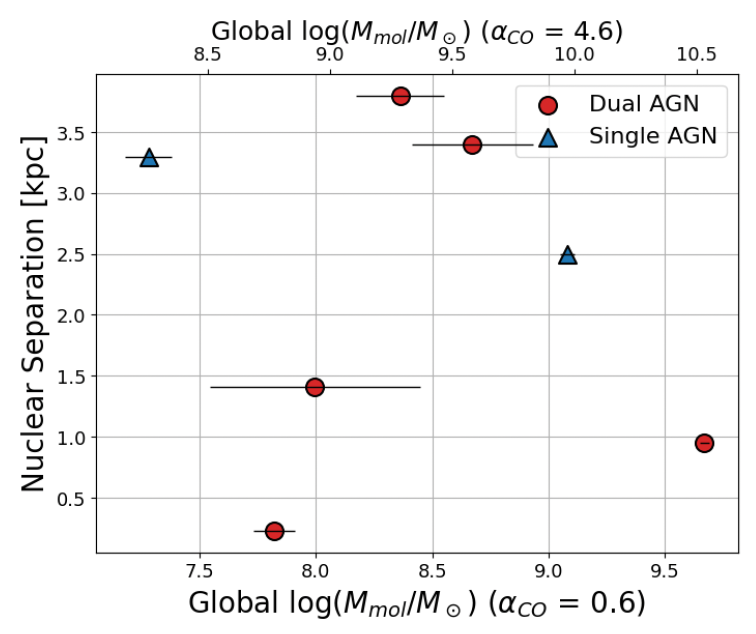 Global log(M_mol/M_⊙) (α_CO = 4.6)
8.5 9.0 9.5 10.0 10.5
Dual AGN
Single AGN
Nuclear Separation [kpc]
3.5
3.0
2.5
2.0
1.5
1.0
0.5
7.5 8.0 8.5 9.0 9.5
Global log(M_mol/M_⊙) (α_CO = 0.6)